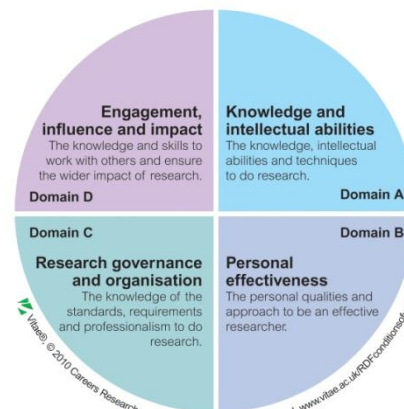 Engagement,
influence and impact
The knowledge and skills to
work with others and ensure
the wider impact of research.
Domain D
Knowledge and
intellectual abilities
The knowledge, intellectual
abilities and techniques
to do research.
Domain A
Domain C
Research governance
and organisation
The knowledge of the
standards, requirements
and professionalism to do
research.
Domain B
Personal
effectiveness
The personal qualities and
approach to be an effective
researcher.
Vitae®, © 2010 Careers Research
www.vitae.ac.uk/RDFconditionsof